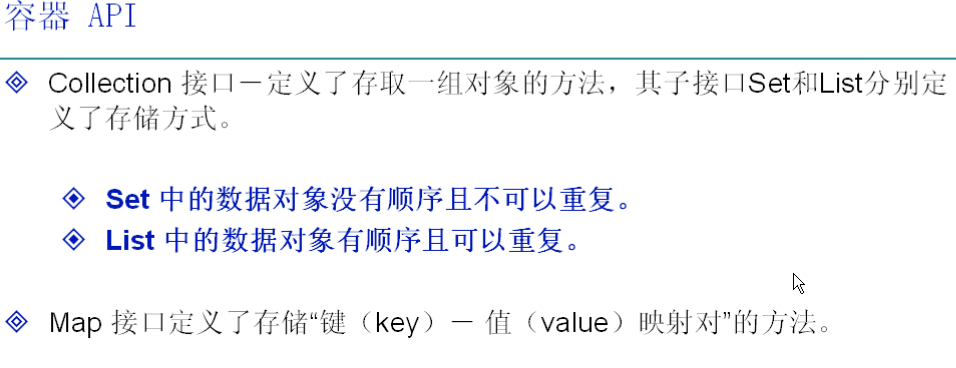 容器 API
Collection 接口－定义了存取一组对象的方法，其子接口Set和List分别定
义了存储方式。
Set 中的数据对象没有顺序且不可以重复。
List 中的数据对象有顺序且可以重复。
Map 接口定义了存储“键（key）－ 值（value）映射对”的方法。